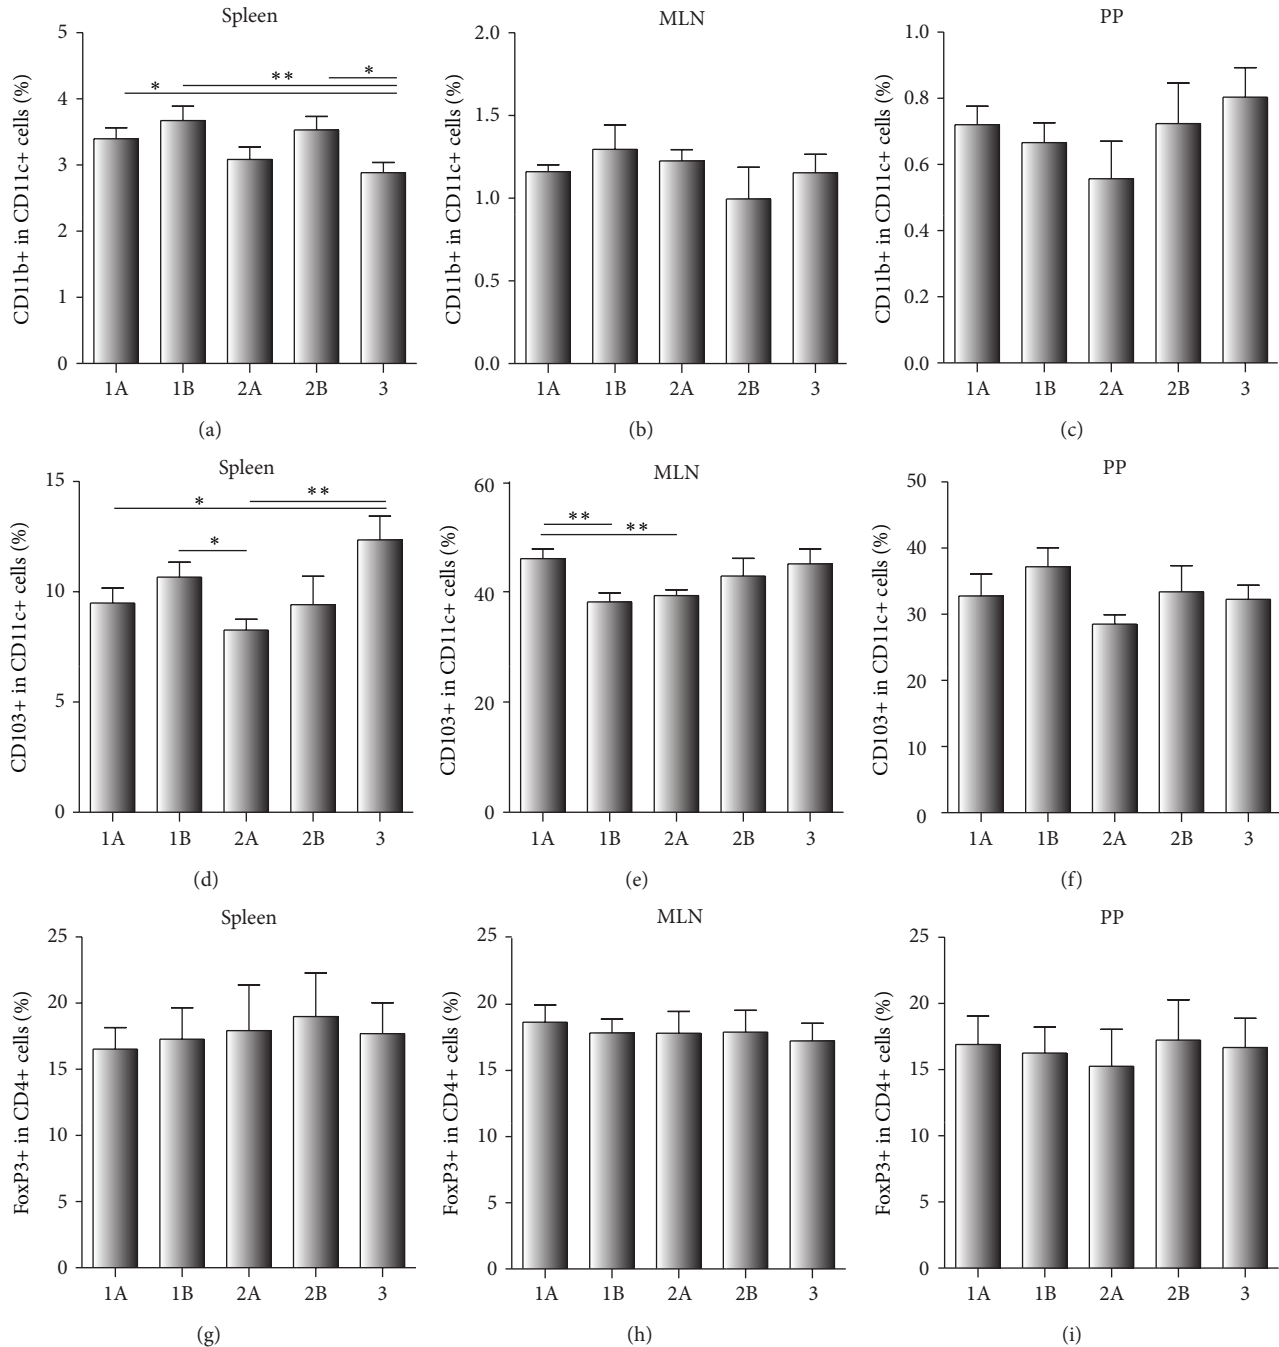 Spleen
CD11b+ in CD11c+ cells (%)
5
4
3
2
1
0
*
**
*
1A 1B 2A 2B 3
(a)
MLN
CD11b+ in CD11c+ cells (%)
2.0
1.5
1.0
0.5
0.0
1A 1B 2A 2B 3
(b)
PP
CD11b+ in CD11c+ cells (%)
1.0
0.8
0.6
0.4
0.2
0.0
1A 1B 2A 2B 3
(c)
Spleen
CD103+ in CD11c+ cells (%)
15
10
5
0
*
**
*
1A 1B 2A 2B 3
(d)
MLN
CD103+ in CD11c+ cells (%)
60
40
20
0
**
**
1A 1B 2A 2B 3
(e)
PP
CD103+ in CD11c+ cells (%)
50
40
30
20
10
0
1A 1B 2A 2B 3
(f)
Spleen
FoxP3+ in CD4+ cells (%)
25
20
15
10
5
0
1A 1B 2A 2B 3
(g)
MLN
FoxP3+ in CD4+ cells (%)
25
20
15
10
5
0
1A 1B 2A 2B 3
(h)
PP
FoxP3+ in CD4+ cells (%)
25
20
15
10
5
0
1A 1B 2A 2B 3
(i)